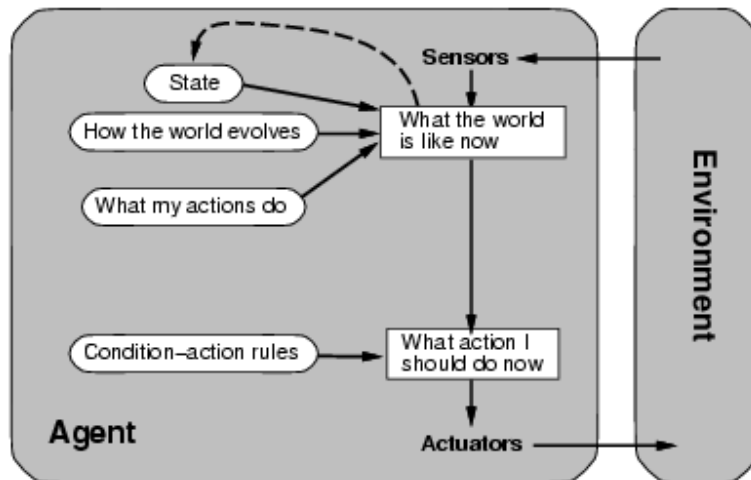 Sensors
State
What the world
is like now
How the world evolves
What my actions do
Condition–action rules
What action I
should do now
Agent
Actuators
Environment